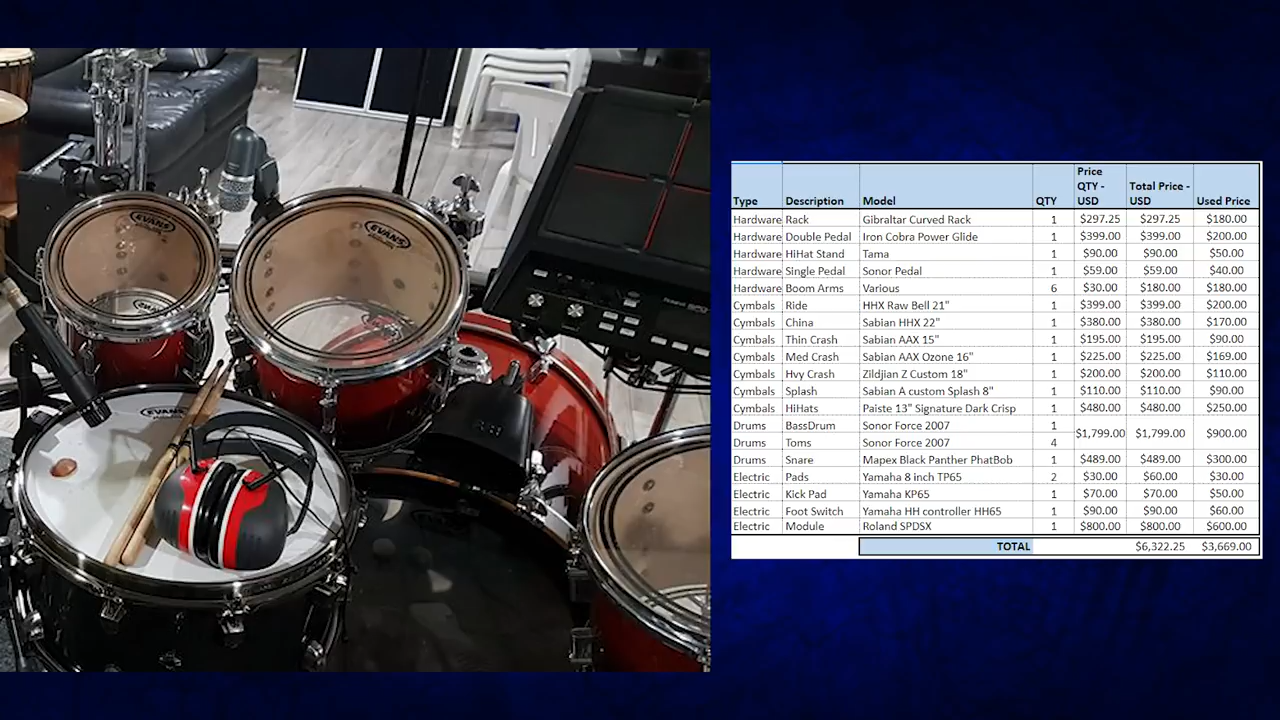 EVANS
EVANS
EVANS
Roland SPD
Type Description Model QTY Price QTY - USD Total Price - USD Used Price
Hardware Rack Gibraltar Curved Rack 1 $297.25 $297.25 $180.00
Hardware Double Pedal Iron Cobra Power Glide 1 $399.00 $399.00 $200.00
Hardware HiHat Stand Tama 1 $90.00 $90.00 $50.00
Hardware Single Pedal Sonor Pedal 1 $59.00 $59.00 $40.00
Hardware Boom Arms Various 6 $30.00 $180.00 $180.00
Cymbals Ride HHX Raw Bell 21" 1 $399.00 $399.00 $200.00
Cymbals China Sabian HHX 22" 1 $380.00 $380.00 $170.00
Cymbals Thin Crash Sabian AAX 15" 1 $195.00 $195.00 $90.00
Cymbals Med Crash Sabian AAX Ozone 16" 1 $225.00 $225.00 $169.00
Cymbals Hvy Crash Zildjian Z Custom 18" 1 $200.00 $200.00 $110.00
Cymbals Splash Sabian A custom Splash 8" 1 $110.00 $110.00 $90.00
Cymbals HiHats Paiste 13" Signature Dark Crisp 1 $480.00 $480.00 $250.00
Drums BassDrum Sonor Force 2007 1 $1,799.00 $1,799.00 $900.00
Drums Toms Sonor Force 2007 4
Drums Snare Mapex Black Panther PhatBob 1 $489.00 $489.00 $300.00
Electric Pads Yamaha 8 inch TP65 2 $30.00 $60.00 $30.00
Electric Kick Pad Yamaha KP65 1 $70.00 $70.00 $50.00
Electric Foot Switch Yamaha HH controller HH65 1 $90.00 $90.00 $60.00
Electric Module Roland SPDSX 1 $800.00 $800.00 $600.00
TOTAL $6,322.25 $3,669.00